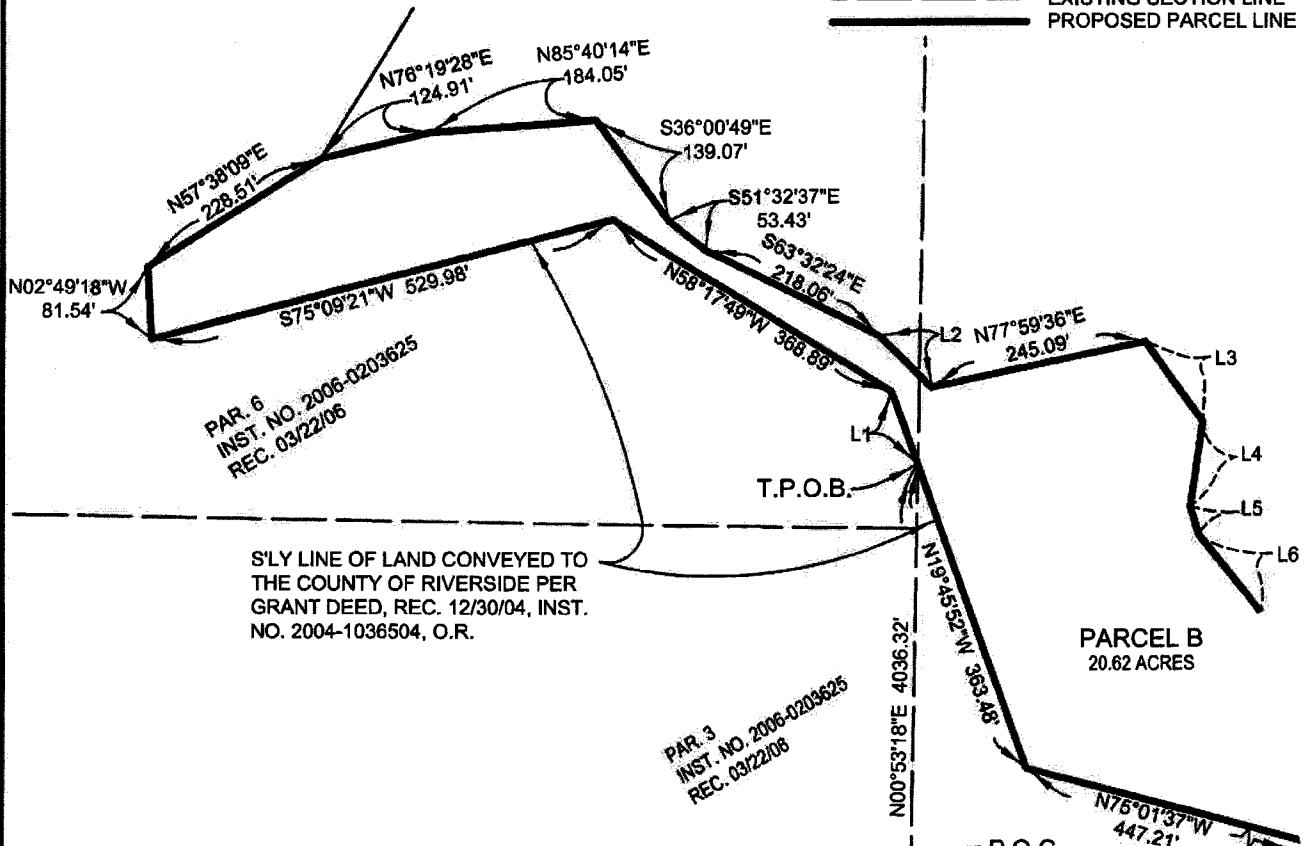 EXISTING SECTION LINE
PROPOSED PARCEL LINE
N76°19'28"E
124.91'
N85°40'14"E
184.05'
S36°00'49"E
139.07'
N57°38'09"E
228.51'
S51°32'37"E
53.43'
S63°32'24"E
218.06'
N02°49'18"W
81.54'
S75°09'21"W 529.98'
N58°17'49"W 368.89'
L2
N77°59'36"E
245.09'
L3
PAR. 6
INST. NO. 2006-0203625
REC. 03/22/06
L1
L4
T.P.O.B.
L5
L6
S'LY LINE OF LAND CONVEYED TO
THE COUNTY OF RIVERSIDE PER
GRANT DEED, REC. 12/30/04, INST.
NO. 2004-1036504, O.R.
N19°45'52"W 363.48'
PARCEL B
20.62 ACRES
N00°53'18"E 4036.32'
PAR. 3
INST. NO. 2006-0203625
REC. 03/22/06
N75°01'37"W
447.21'
P.O.C.